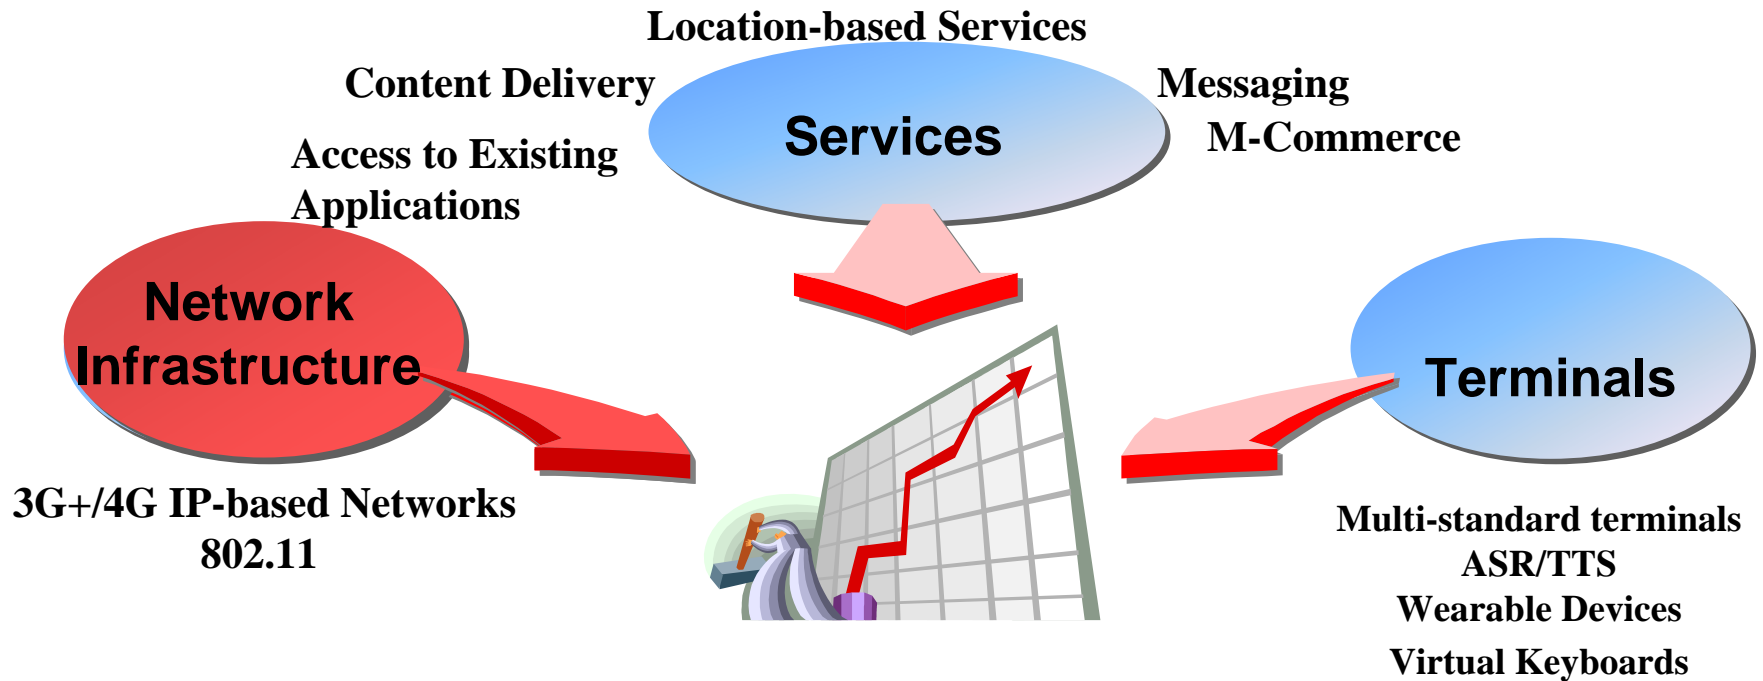 Location-based Services
Content Delivery
Messaging
Services
M-Commerce
Access to Existing
Applications
Network
Infrastructure
Terminals
3G+/4G IP-based Networks
802.11
Multi-standard terminals
ASR/TTS
Wearable Devices
Virtual Keyboards